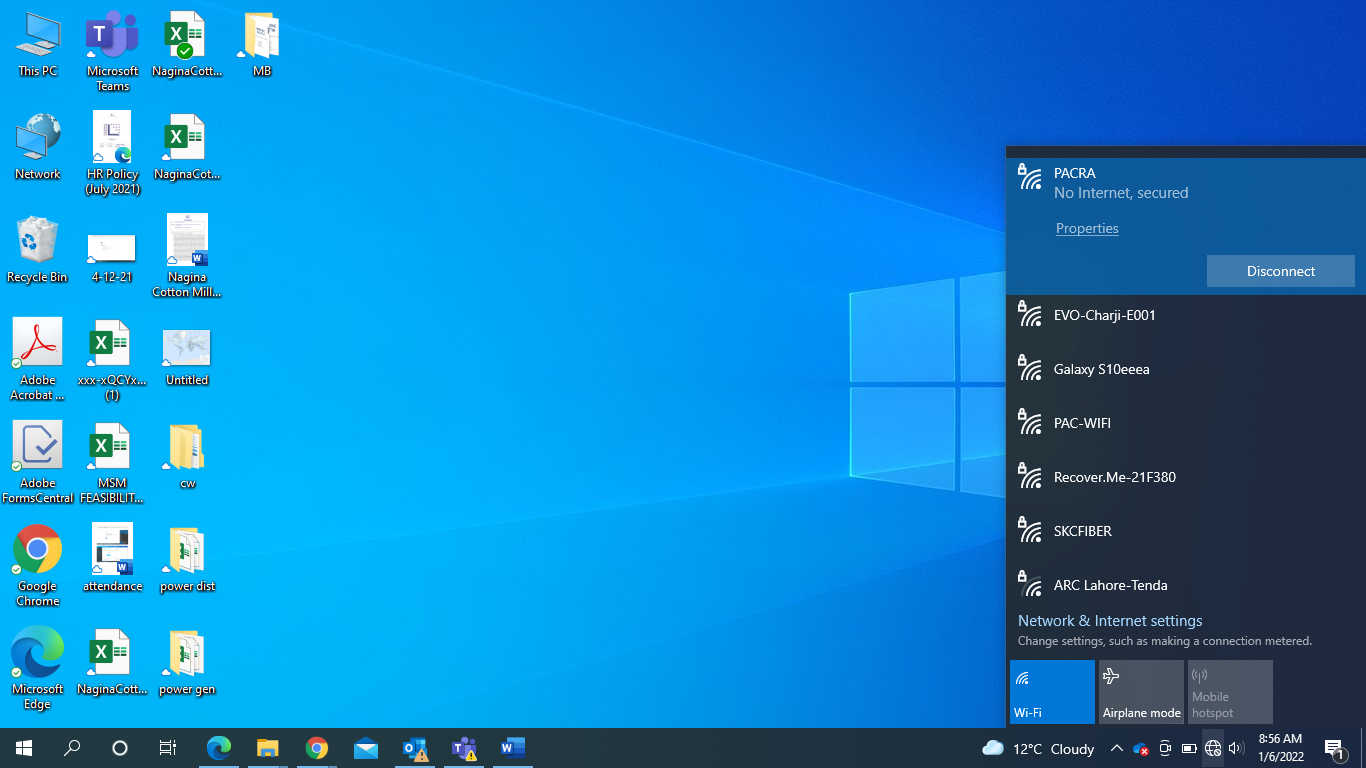 This PC
Microsoft
Teams
NaginaCott...
MB
Network
HR Policy
(July 2021)
NaginaCot...
Recycle Bin
4-12-21
Nagina
Cotton Mill...
Adobe
Acrobat ...
xxx-xQCYx...
(1)
Untitled
Adobe
FormsCentral
MSM
FEASIBILIT...
cw
Google
Chrome
attendance
power dist
Microsoft
Edge
NaginaCott...
power gen
PACRA
No Internet, secured
Properties
Disconnect
EVO-Charji-E001
Galaxy S10eeea
PAC-WIFI
Recover.Me-21F380
SKCFIBER
ARC Lahore-Tenda
Network & Internet settings
Change settings, such as making a connection metered.
Wi-Fi
Airplane mode
Mobile
hotspot
12°C Cloudy
8:56 AM
1/6/2022
1